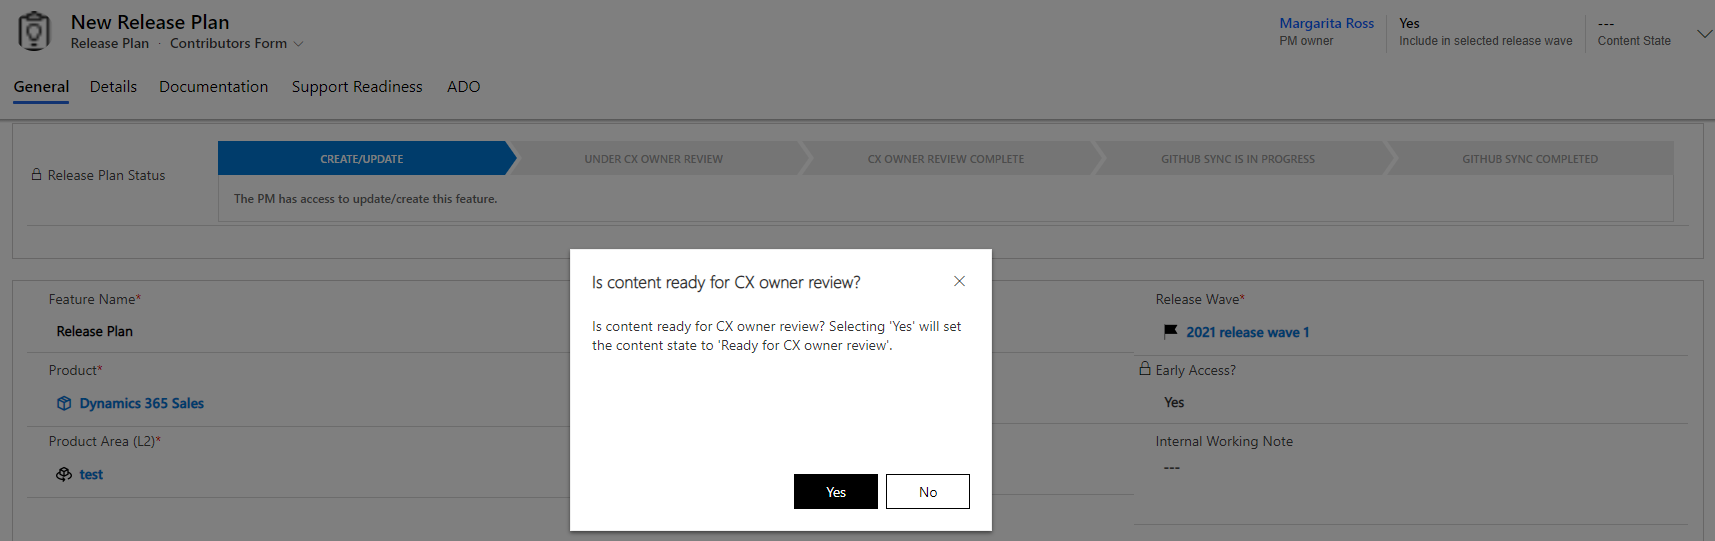 New Release Plan
Release Plan · Contributors Form
Margarita Ross
PM owner
Yes
Include in selected release wave
---
Content State
General Details Documentation Support Readiness ADO
Release Plan Status
CREATE/UPDATE
UNDER CX OWNER REVIEW
CX OWNER REVIEW COMPLETE
GITHUB SYNC IS IN PROGRESS
GITHUB SYNC COMPLETED
The PM has access to update/create this feature.
Is content ready for CX owner review?
Is content ready for CX owner review? Selecting 'Yes' will set
the content state to 'Ready for CX owner review'.
Yes
No
Feature Name*
Release Plan
Product*
Dynamics 365 Sales
Product Area (L2)*
test
Release Wave*
2021 release wave 1
Early Access?
Yes
Internal Working Note
---